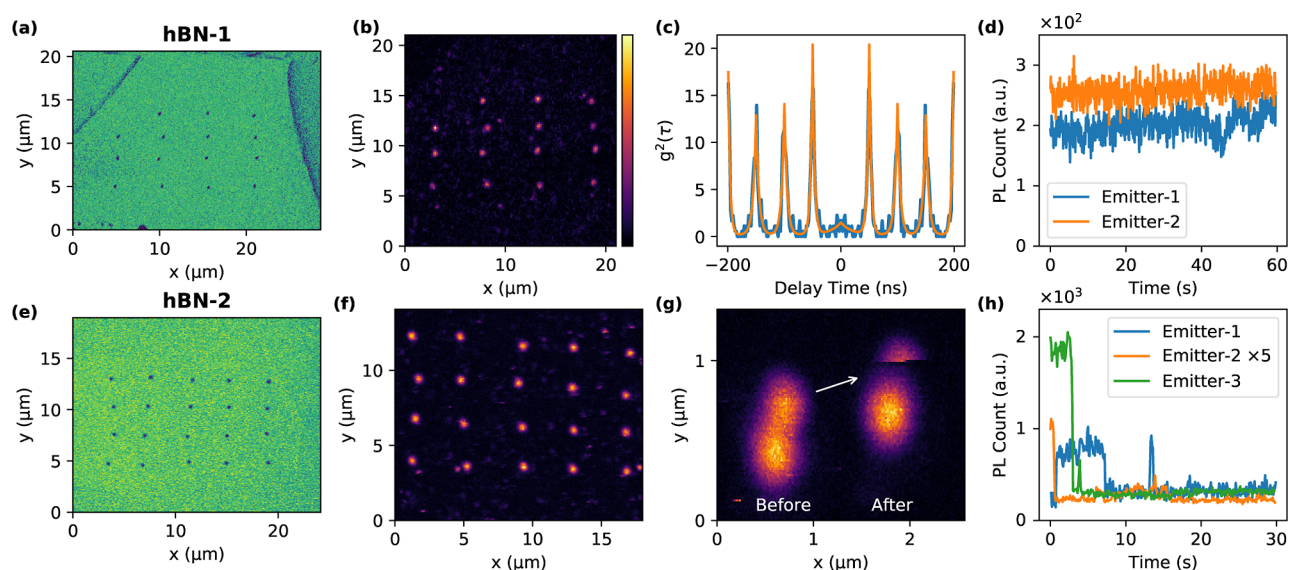 (a)
hBN-1
20
15
10
5
0
y (μm)
0
10
20
x (μm)
(b)
20
15
10
5
0
y (μm)
0
10
20
x (μm)
(c)
20
15
10
5
0
g²(τ)
−200
0
200
Delay Time (ns)
(d)
×10²
3
2
1
0
PL Count (a.u.)
Emitter-1
Emitter-2
0
20
40
60
Time (s)
hBN-2
(e)
15
10
5
0
y (μm)
0
10
20
x (μm)
(f)
10
5
0
y (μm)
0
5
10
15
x (μm)
(g)
1
0
y (μm)
Before
After
0
1
2
x (μm)
(h)
×10³
2
1
0
PL Count (a.u.)
Emitter-1
Emitter-2 ×5
Emitter-3
0
10
20
30
Time (s)